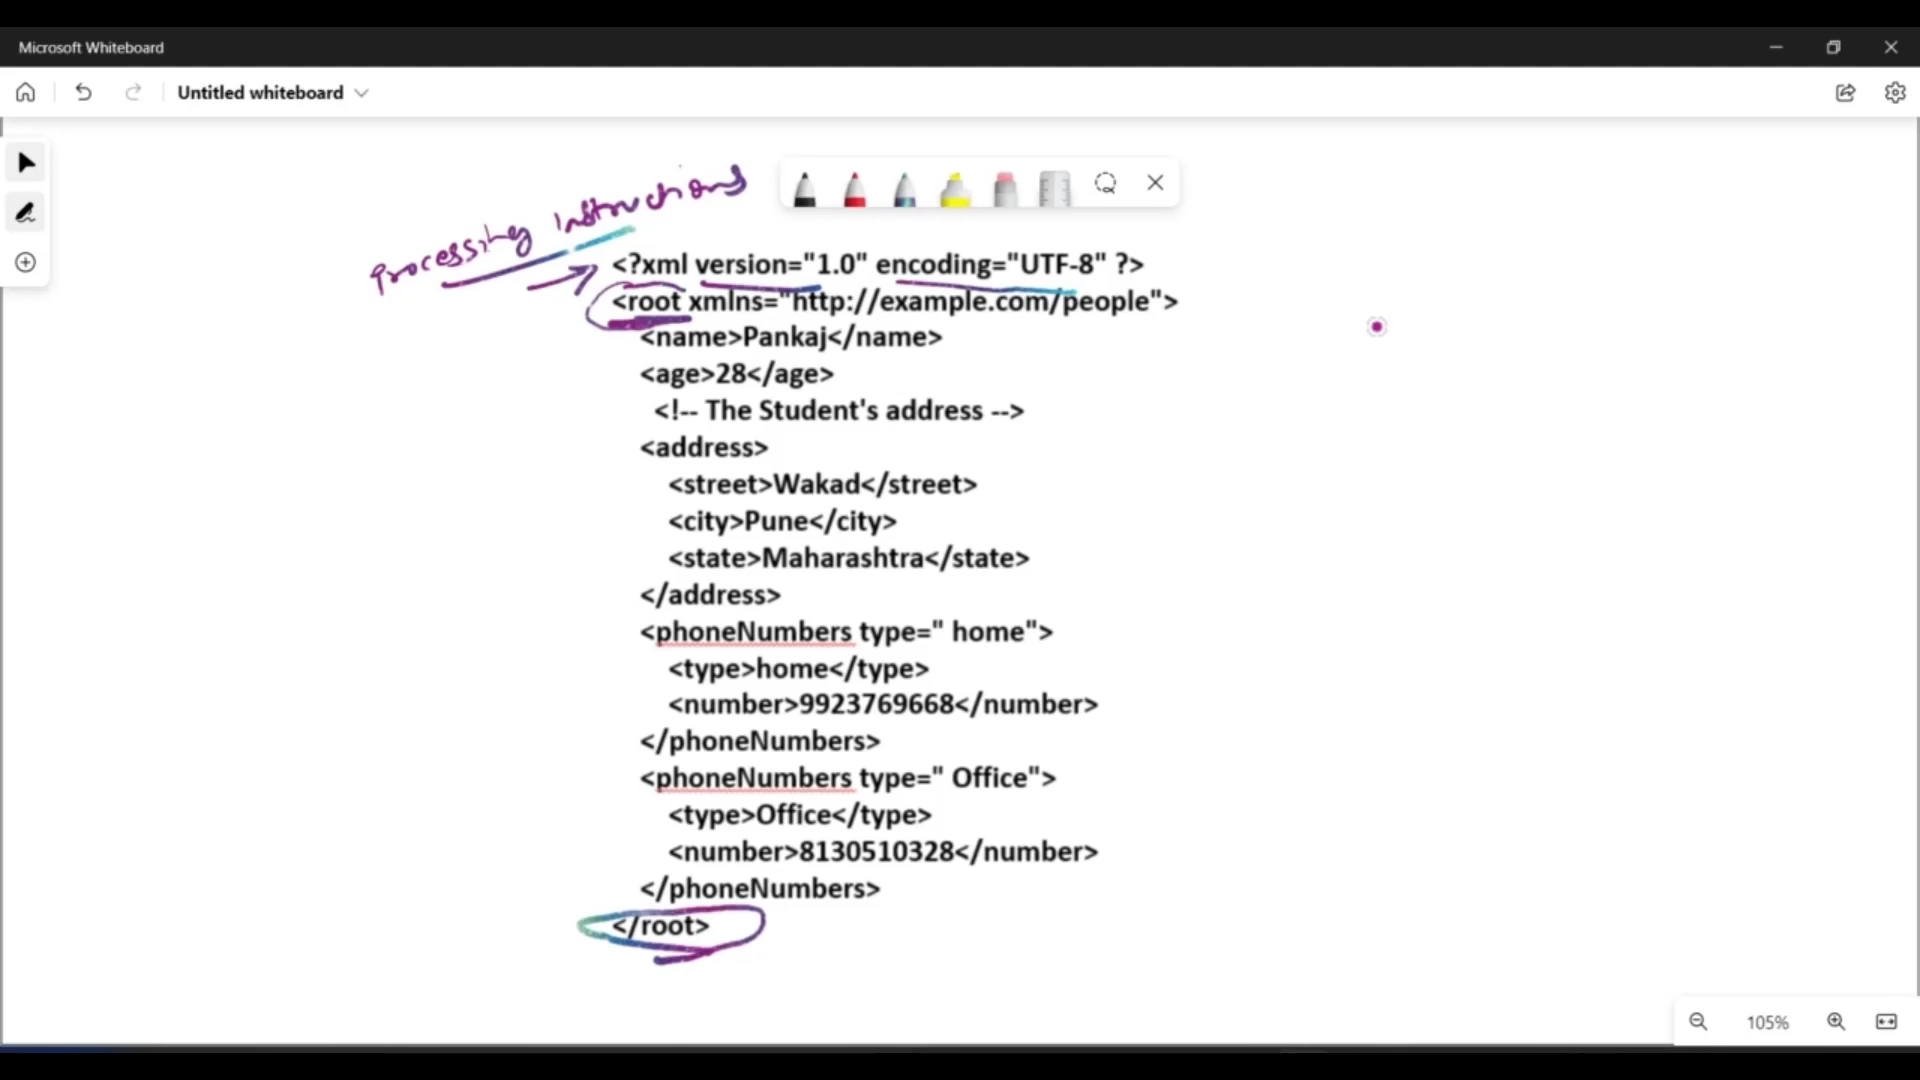 Microsoft Whiteboard
Untitled whiteboard
Processing Instructions
<?xml version="1.0" encoding="UTF-8" ?>
<root xmlns="http://example.com/people">
<name>Pankaj</name>
<age>28</age>
<!-- The Student's address -->
<address>
<street>Wakad</street>
<city>Pune</city>
<state>Maharashtra</state>
</address>
<phoneNumbers type=" home">
<type>home</type>
<number>9923769668</number>
</phoneNumbers>
<phoneNumbers type=" Office">
<type>Office</type>
<number>8130510328</number>
</phoneNumbers>
</root>
105%